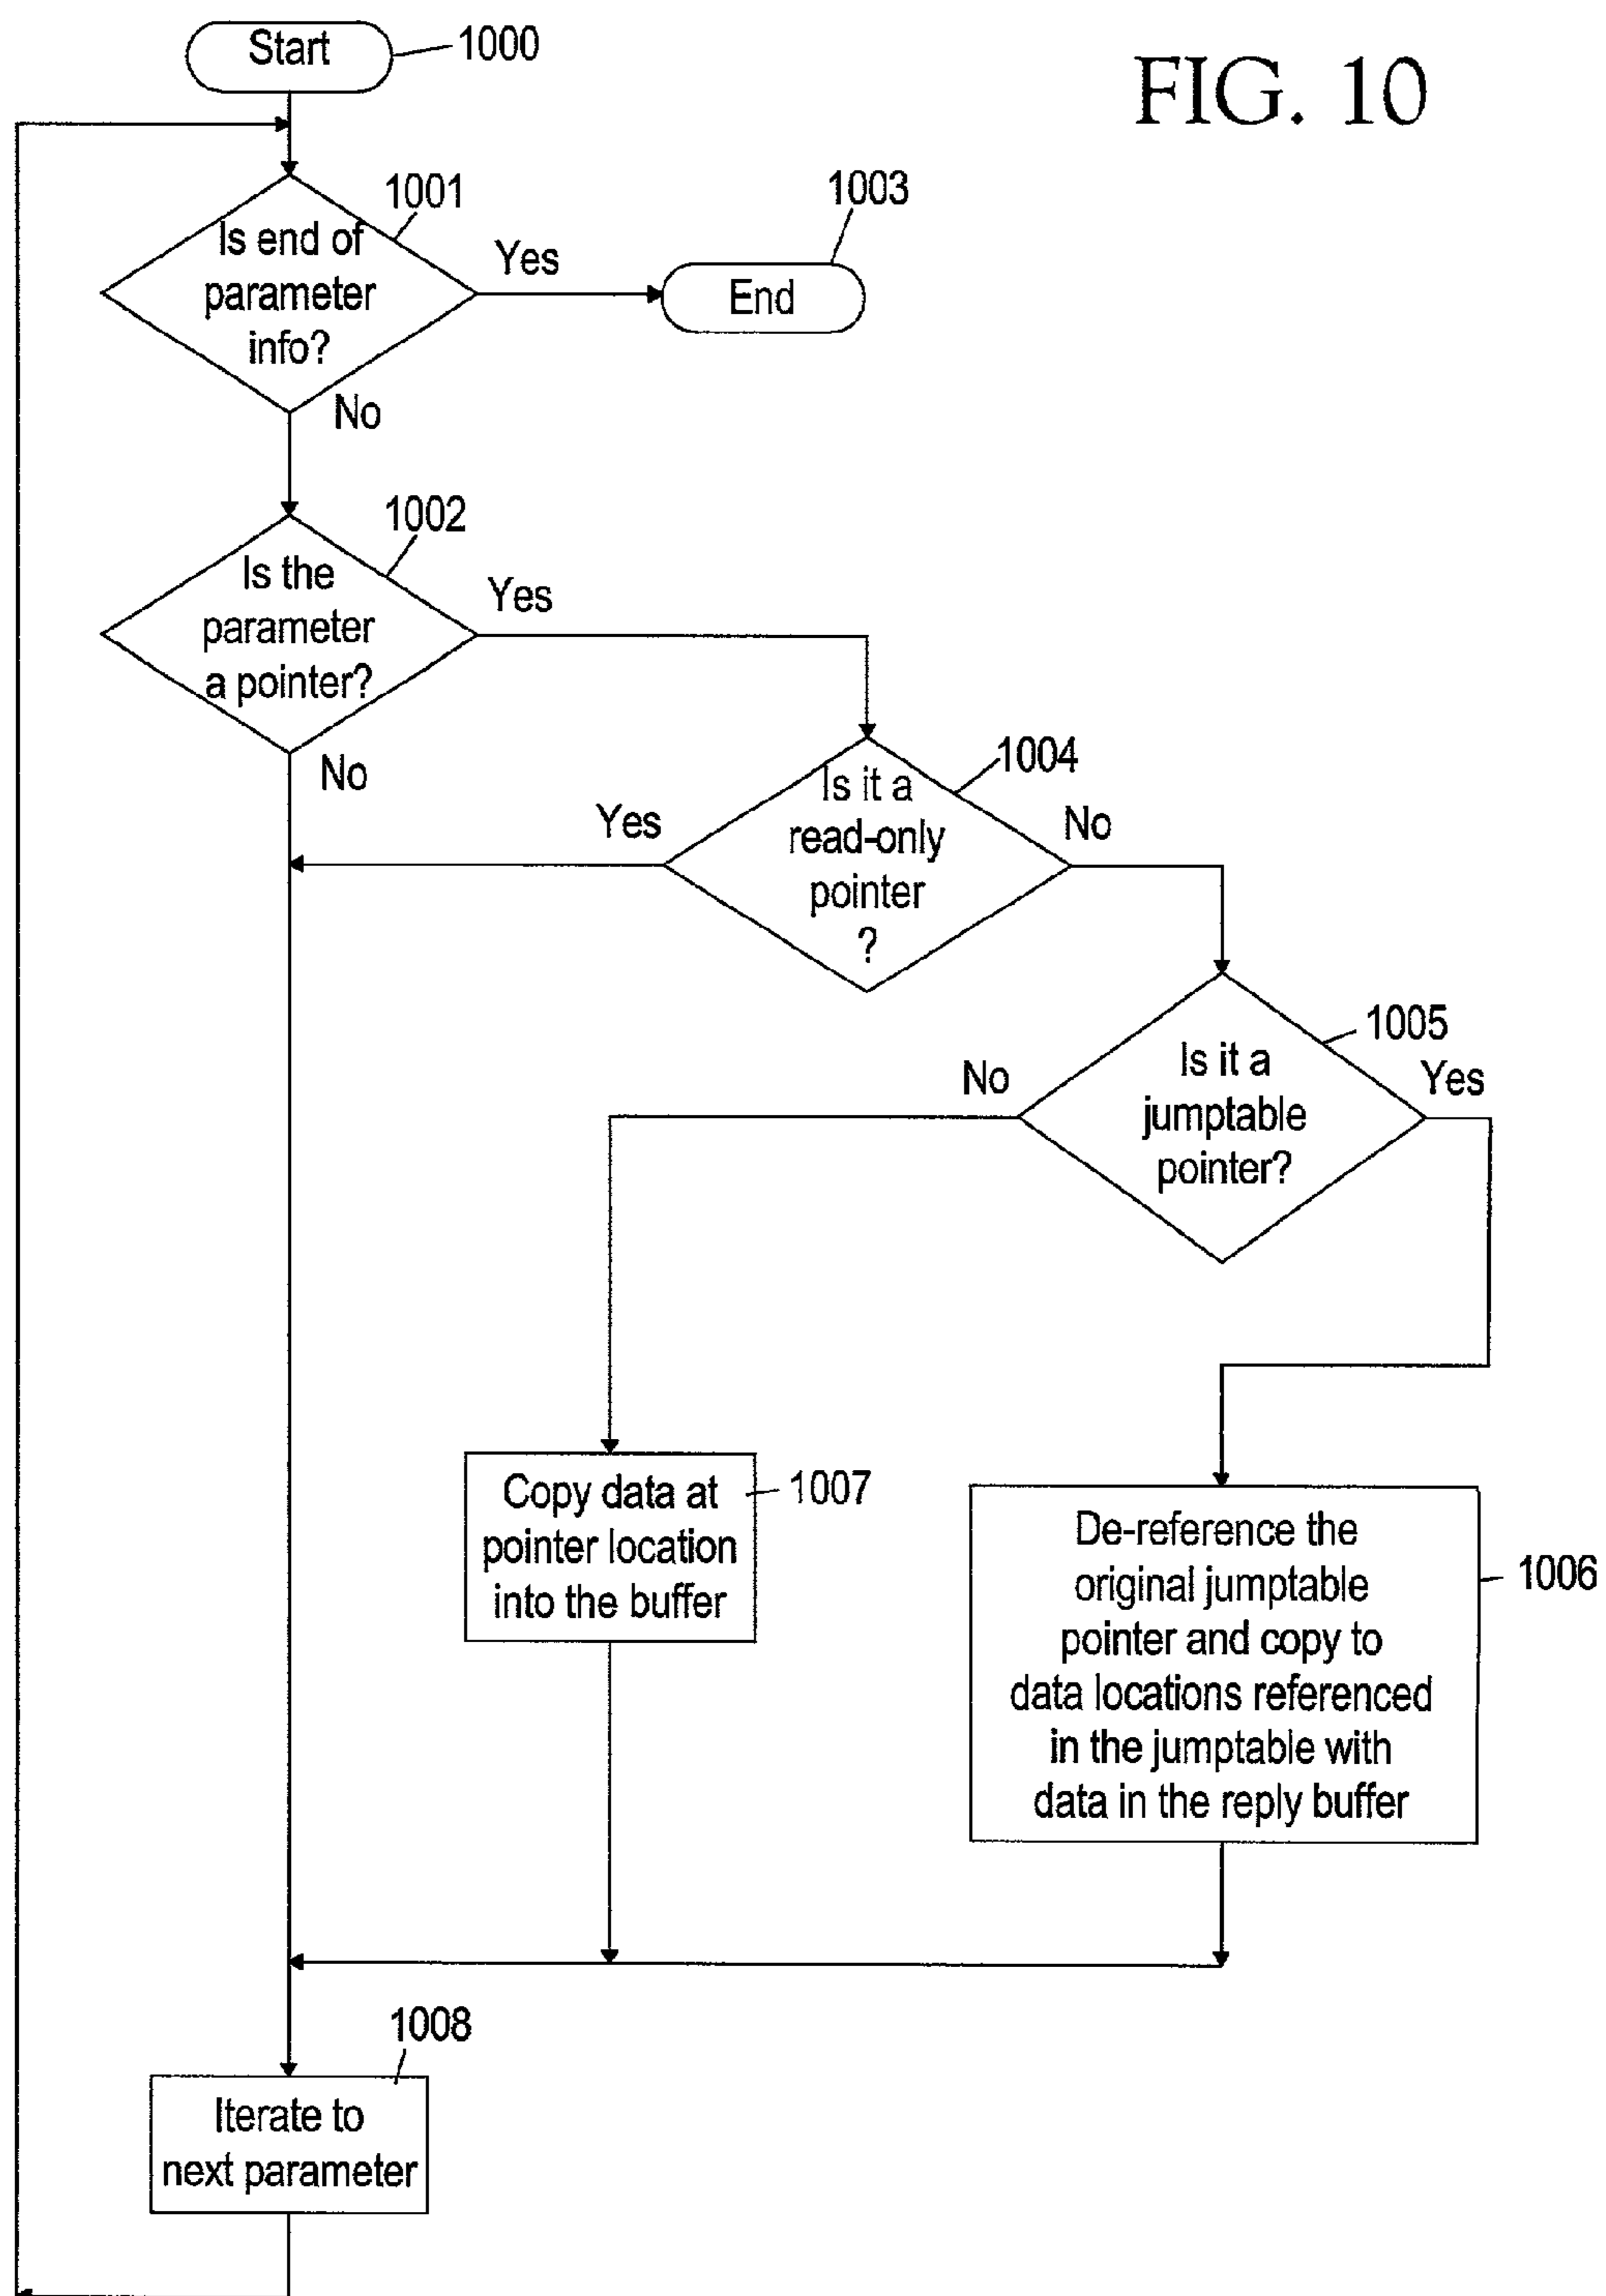 FIG. 10
Start
1000
1001
Is end of
parameter
info?
Yes
1003
End
No
1002
Is the
parameter
a pointer?
Yes
No
1004
Is it a
read-only
pointer
?
Yes
No
1005
Is it a
jumptable
pointer?
No
Yes
Copy data at
pointer location
into the buffer
1007
De-reference the
original jumptable
pointer and copy to
data locations referenced
in the jumptable with
data in the reply buffer
1006
1008
Iterate to
next parameter